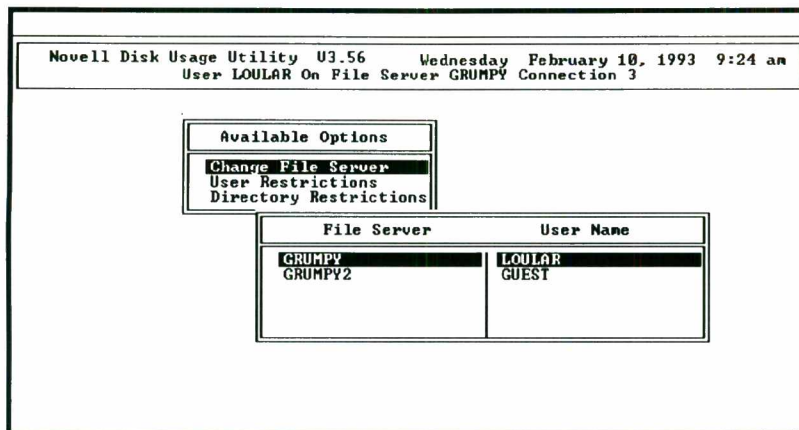 Novell Disk Usage Utility V3.56 Wednesday February 10, 1993 9:24 am
User LOULAR On File Server GRUMPY Connection 3
Available Options
Change File Server
User Restrictions
Directory Restrictions
File Server User Name
GRUMPY LOULAR
GRUMPY2 GUEST